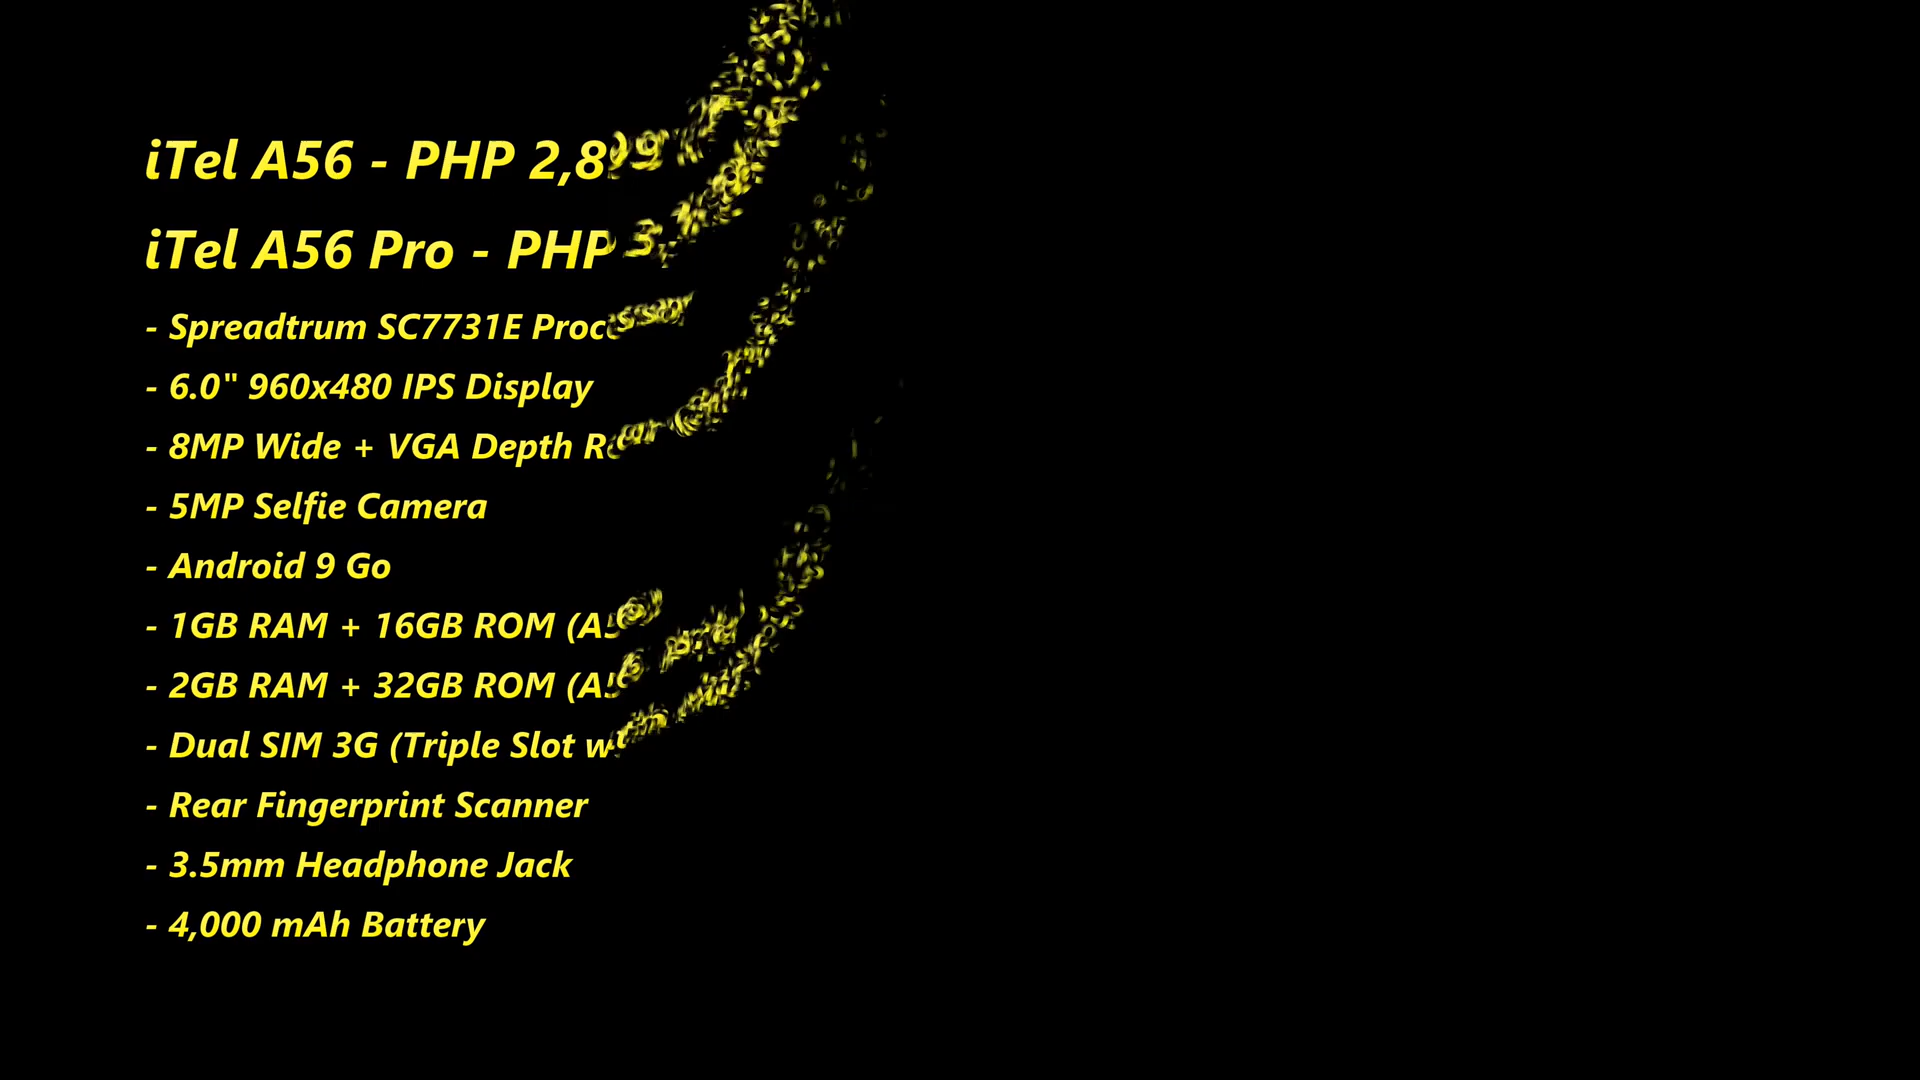 iTel A56 - PHP 2,8
iTel A56 Pro - PHP
- Spreadtrum SC7731E
- 6.0" 960x480 IPS Display
- 8MP Wide + VGA Depth
- 5MP Selfie Camera
- Android 9 Go
- 1GB RAM + 16GB ROM
- 2GB RAM + 32GB ROM
- Dual SIM 3G (Triple Slot
- Rear Fingerprint Scanner
- 3.5mm Headphone Jack
- 4,000 mAh Battery